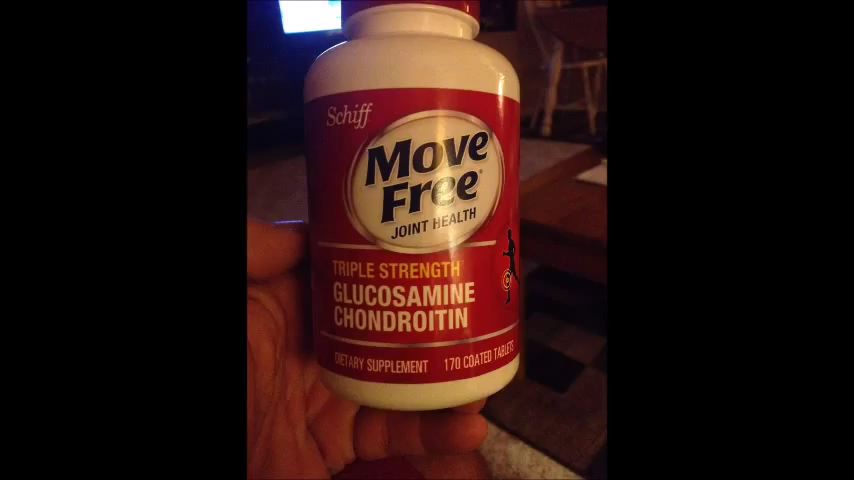 Schiff
Move
Free®
JOINT HEALTH
TRIPLE STRENGTH
GLUCOSAMINE
CHONDROITIN
DIETARY SUPPLEMENT 170 COATED TABLETS